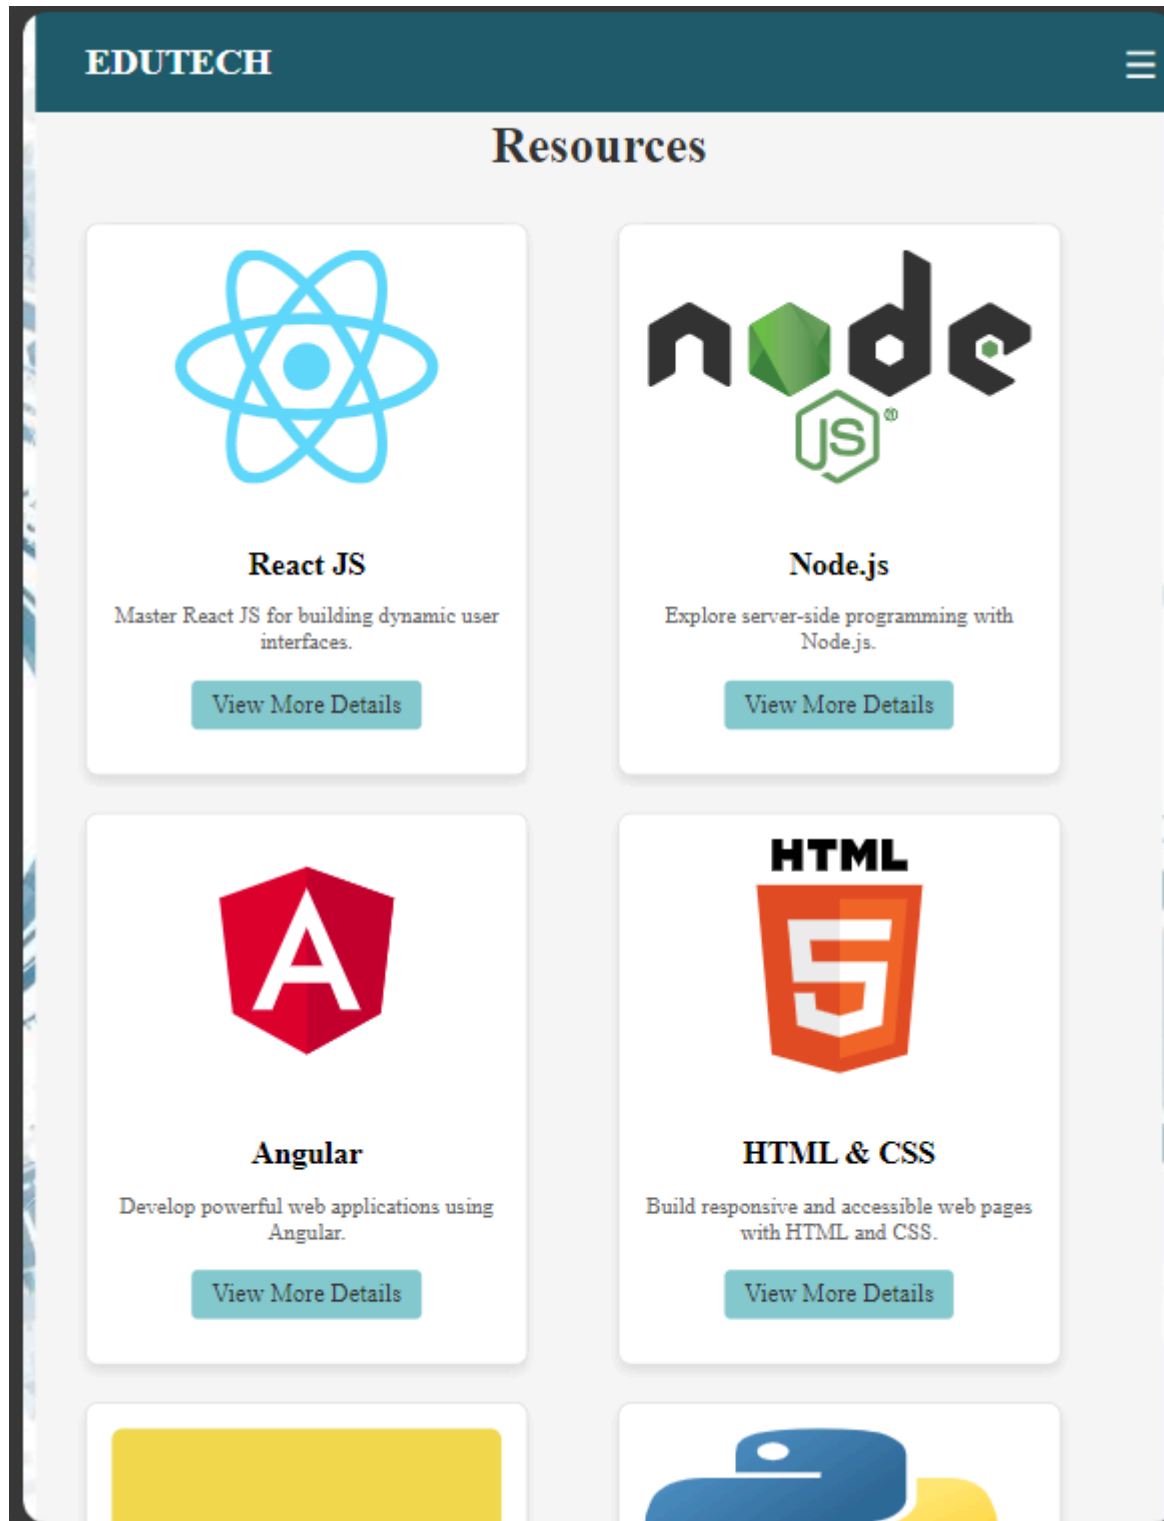 EDUTECH
Resources
node
JS®
React JS
Master React JS for building dynamic user
interfaces.
View More Details
Node.js
Explore server-side programming with
Node.js.
View More Details
A
Angular
Develop powerful web applications using
Angular.
View More Details
HTML
5
HTML & CSS
Build responsive and accessible web pages
with HTML and CSS.
View More Details